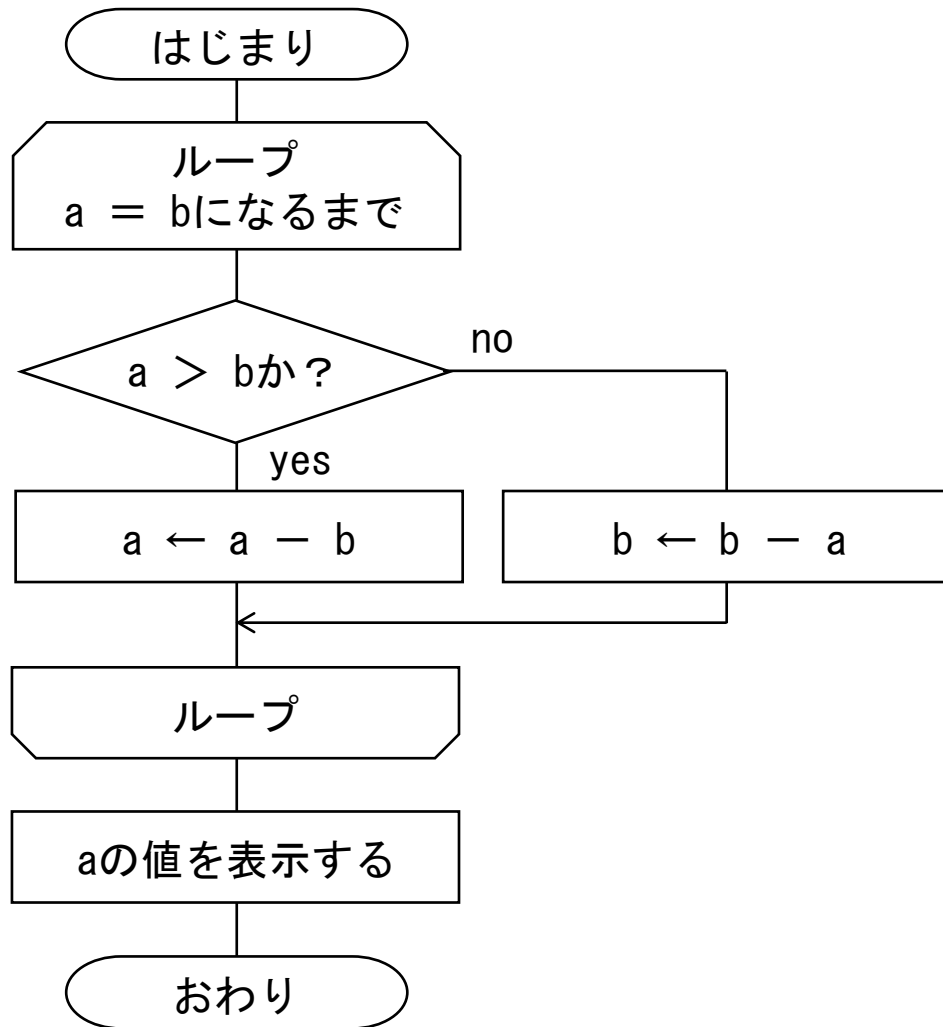 はじまり
ループ
a ＝ bになるまで
a ＞ bか？
no
yes
a ← a － b
b ← b － a
ループ
aの値を表示する
おわり